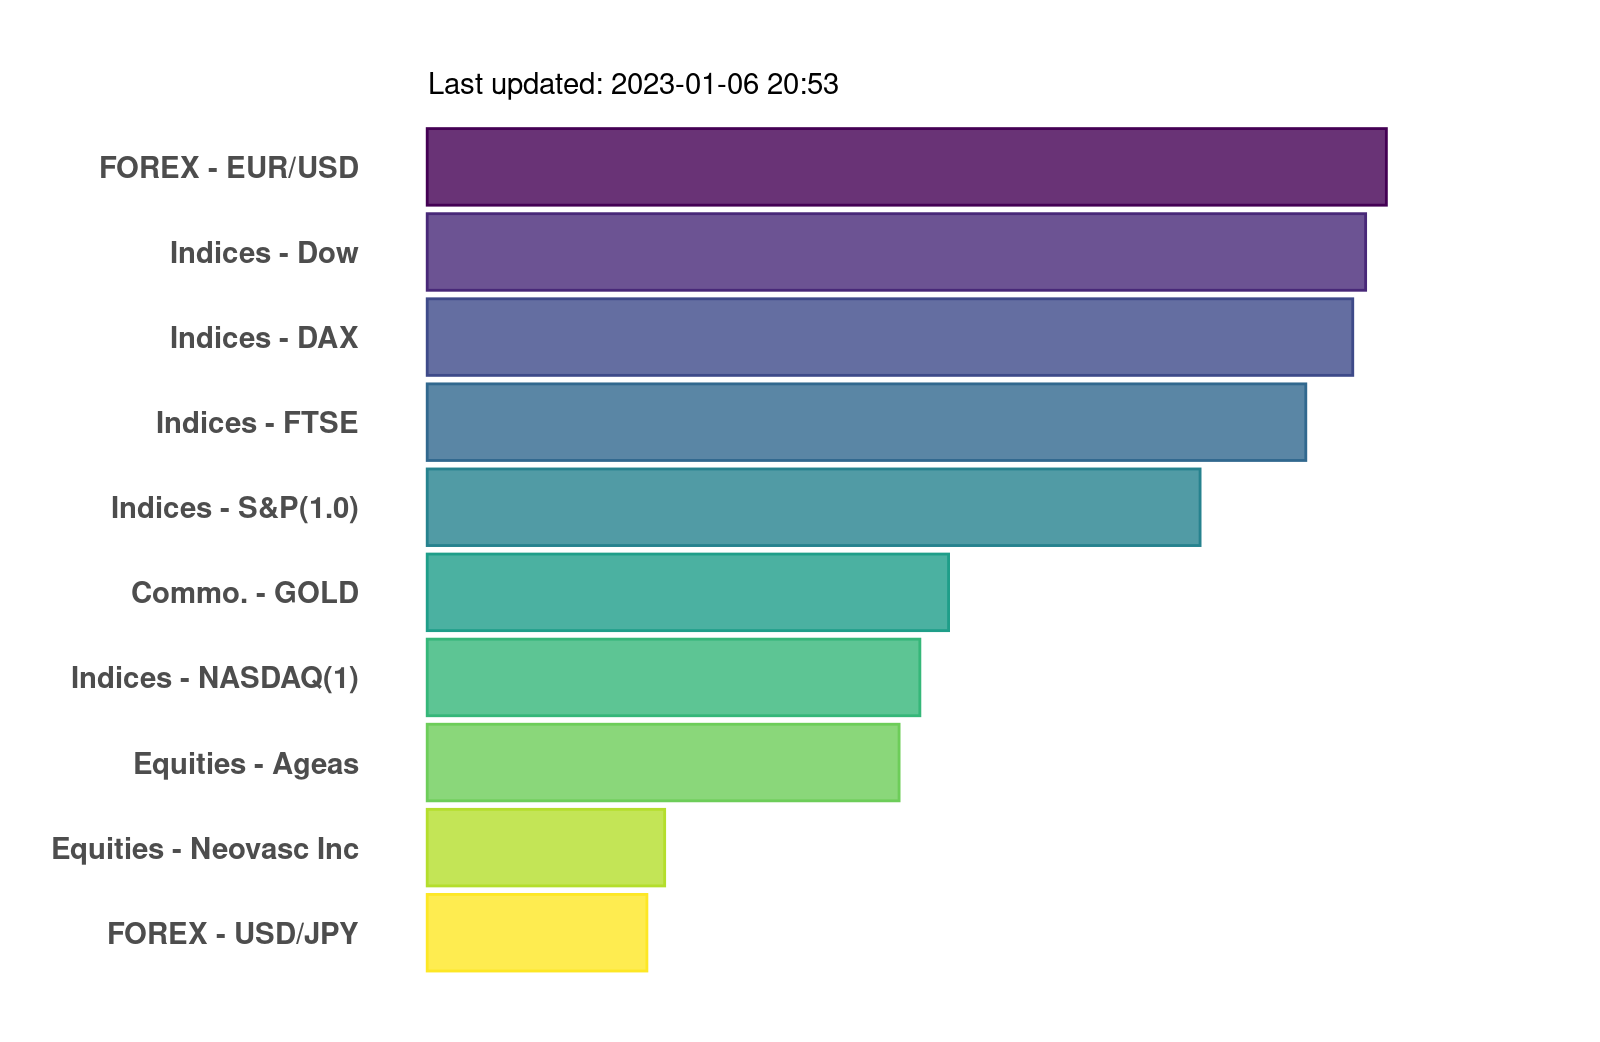 Last updated: 2023-01-06 20:53
FOREX - EUR/USD
Indices - Dow
Indices - DAX
Indices - FTSE
Indices - S&P(1.0)
Commo. - GOLD
Indices - NASDAQ(1)
Equities - Ageas
Equities - Neovasc Inc
FOREX - USD/JPY